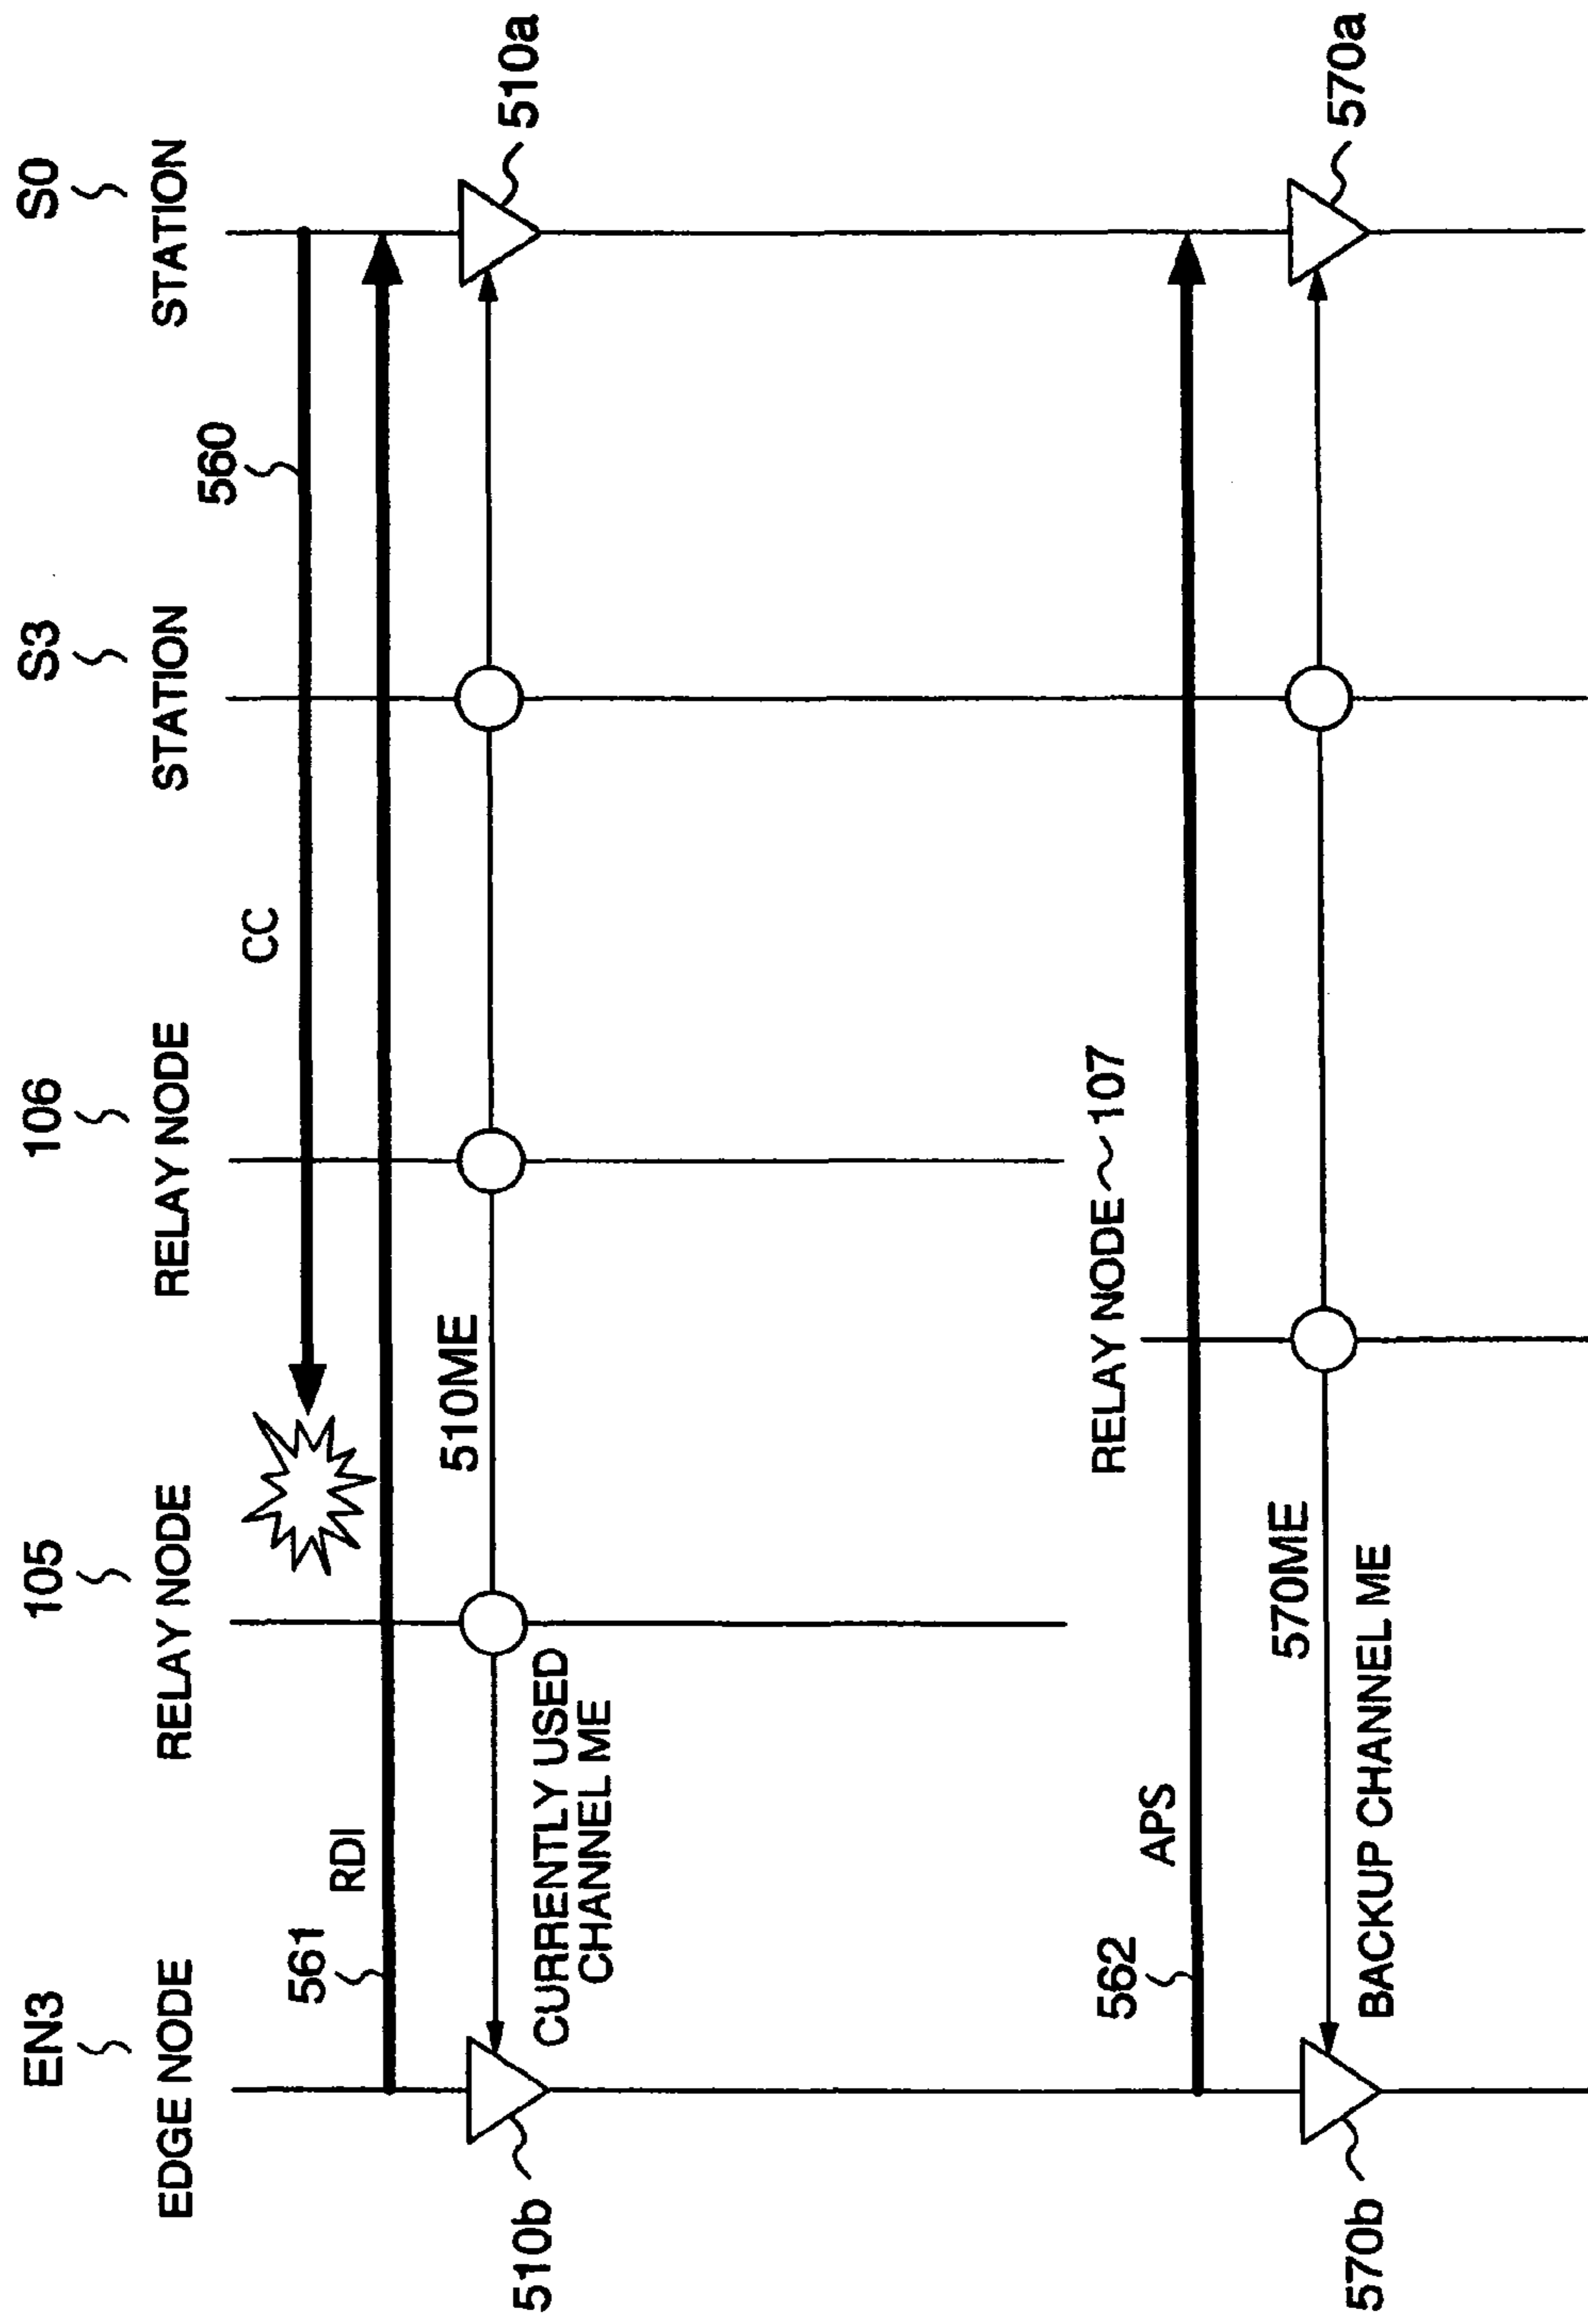 EN3
105
106
S3
S0
EDGE NODE
RELAY NODE
RELAY NODE
STATION
STATION
560
CC
561
RDI
510ME
510b
CURRENTLY USED
CHANNEL ME
510a
RELAY NODE 107
562
APS
570ME
570b
BACKUP CHANNEL ME
570a